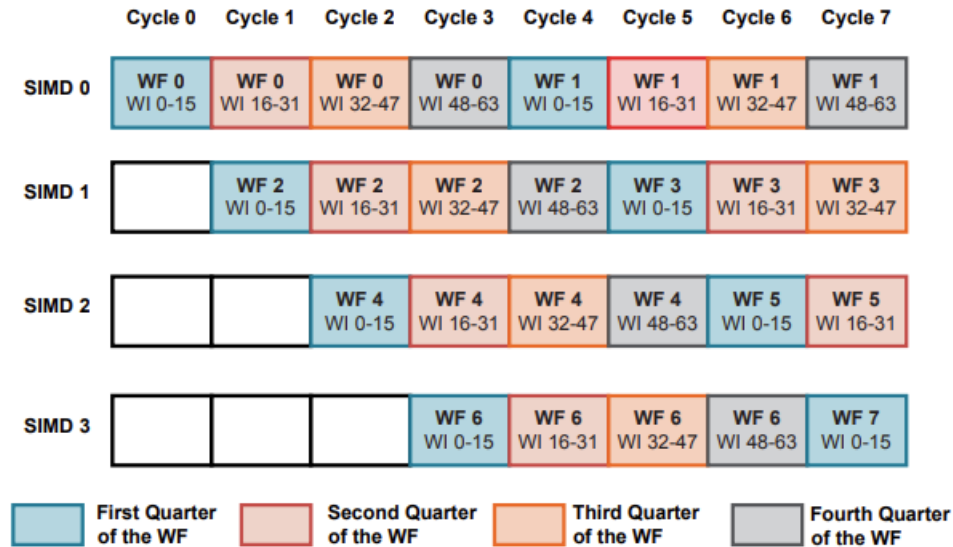 Cycle 0 Cycle 1 Cycle 2 Cycle 3 Cycle 4 Cycle 5 Cycle 6 Cycle 7
SIMD 0
WF 0 WF 0 WF 0 WF 0 WF 1 WF 1 WF 1 WF 1
WI 0-15 WI 16-31 WI 32-47 WI 48-63 WI 0-15 WI 16-31 WI 32-47 WI 48-63
SIMD 1
WF 2 WF 2 WF 2 WF 2 WF 3 WF 3 WF 3
WI 0-15 WI 16-31 WI 32-47 WI 48-63 WI 0-15 WI 16-31 WI 32-47
SIMD 2
WF 4 WF 4 WF 4 WF 4 WF 5 WF 5
WI 0-15 WI 16-31 WI 32-47 WI 48-63 WI 0-15 WI 16-31
SIMD 3
WF 6 WF 6 WF 6 WF 6 WF 7
WI 0-15 WI 16-31 WI 32-47 WI 48-63 WI 0-15
First Quarter
of the WF
Second Quarter
of the WF
Third Quarter
of the WF
Fourth Quarter
of the WF